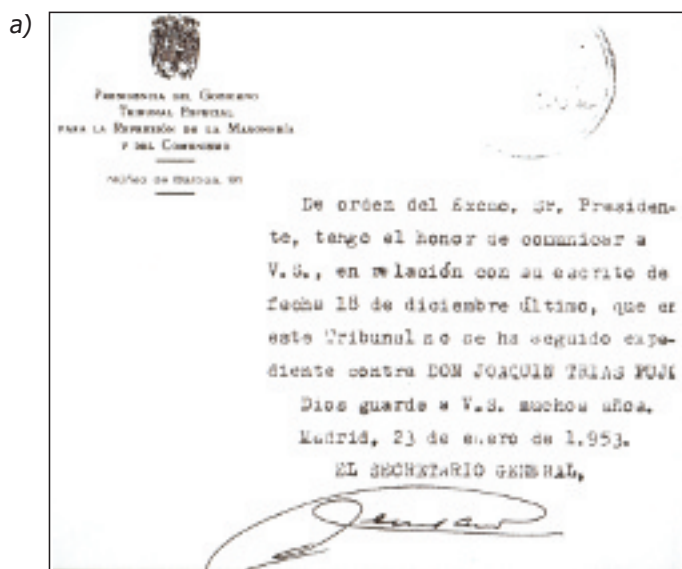 a)
PRESIDENCIA DEL GOBIERNO
TRIBUNAL ESPECIAL
PARA LA REPRESIÓN DE LA MASONERÍA
Y DEL COMUNISMO
Núñez de
De orden del Excmo. Sr. Presiden-
te, tengo el honor de comunicar a
V.S., en relación con su escrito de
fecha 18 de diciembre último, que en
este Tribunal no se ha seguido expe-
diente contra DON JOAQUIN TRIAS PUJ
Dios guarde a V.S. muchos años.
Madrid, 23 de enero de 1.953.
EL SECRETARIO GENERAL,